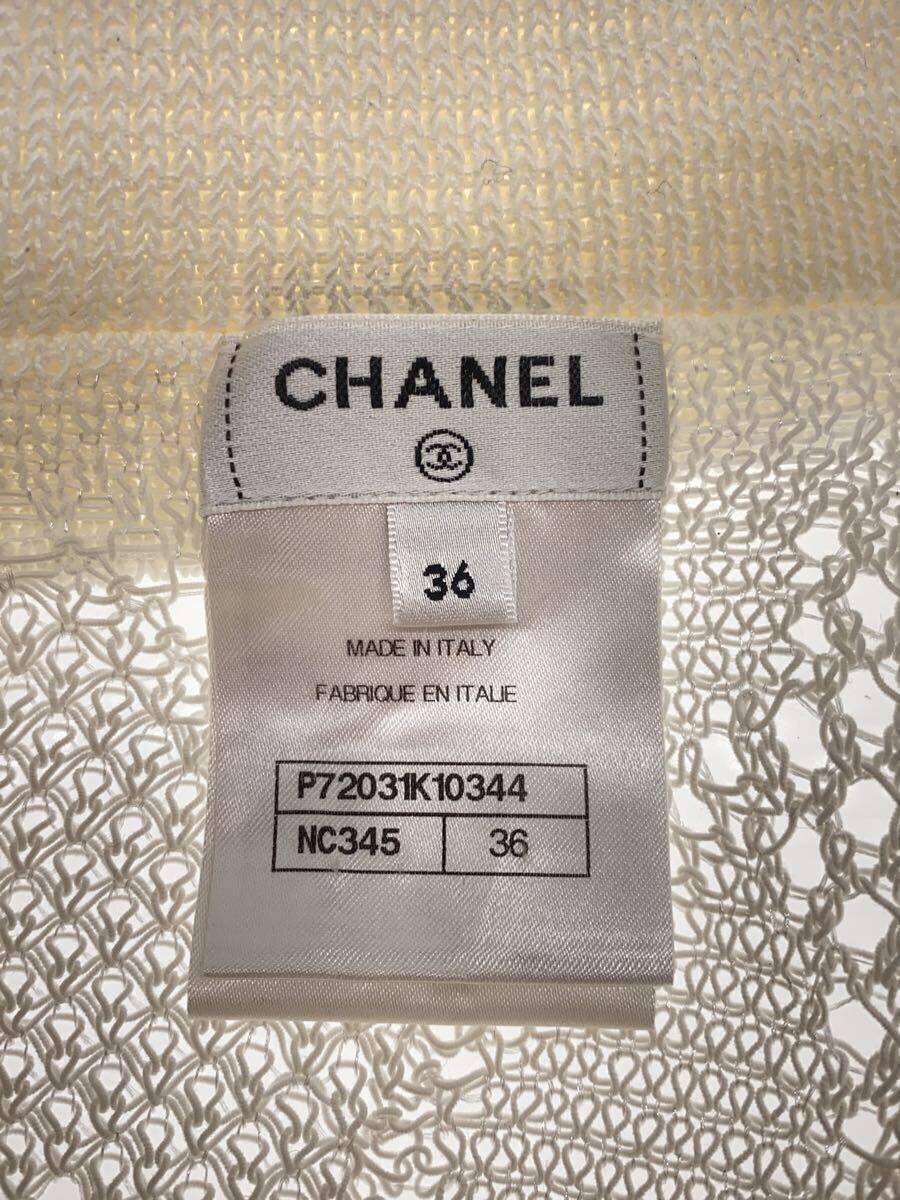 CHANEL
36
MADE IN ITALY
FABRIQUE EN ITALIE
P72031K10344
NC345 36